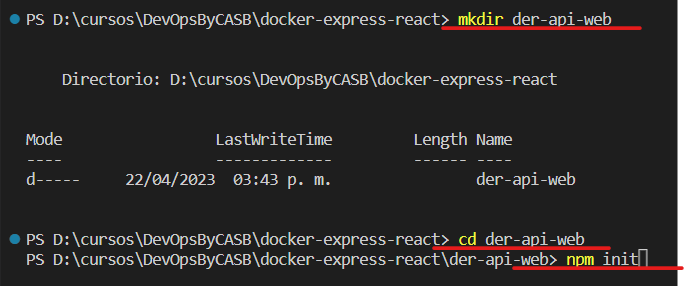 PS D:\cursos\DevOpsByCASB\docker-express-react> mkdir der-api-web
Directorio: D:\cursos\DevOpsByCASB\docker-express-react
Mode LastWriteTime Length Name
---- ------------- ------ ----
d----- 22/04/2023 03:43 p. m. der-api-web
PS D:\cursos\DevOpsByCASB\docker-express-react> cd der-api-web
PS D:\cursos\DevOpsByCASB\docker-express-react\der-api-web> npm init